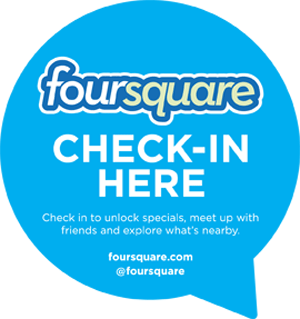 foursquare
CHECK-IN
HERE
Check in to unlock specials, meet up with
friends and explore what's nearby.
foursquare.com
@foursquare